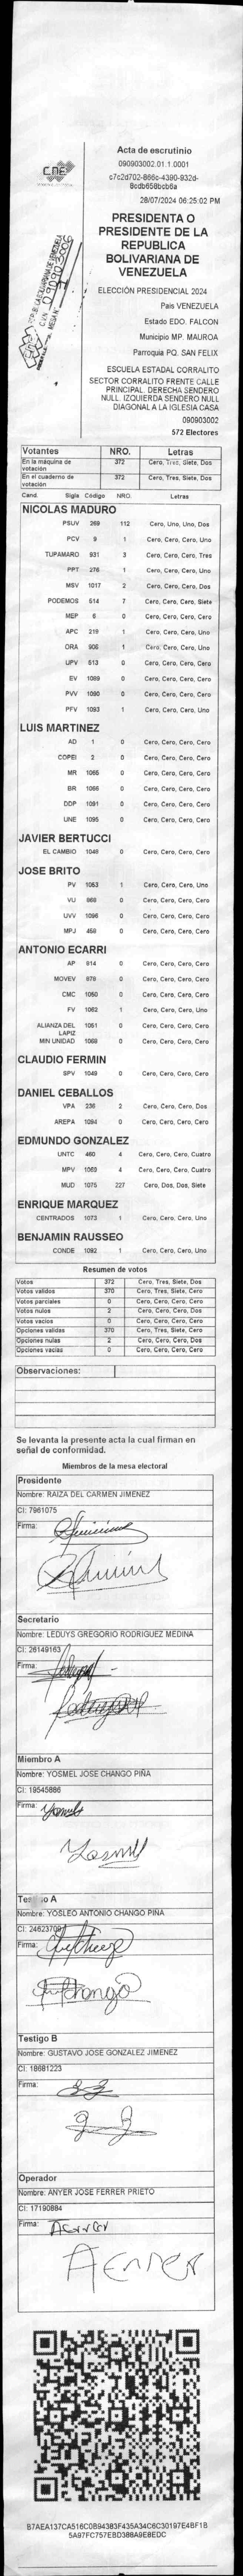 CNE
Acta de escrutinio
090903002.01.1.0001
c7c2d702-866c-4390-932d-
8cdb658bcb6a
28/07/2024 06:25:02 PM
PRESIDENTA O
PRESIDENTE DE LA
REPUBLICA
BOLIVARIANA DE
VENEZUELA
ELECCIÓN PRESIDENCIAL 2024
Pais VENEZUELA
Estado EDO. FALCON
Municipio MP. MAUROA
Parroquia PQ. SAN FELIX
ESCUELA ESTADAL CORRALITO
SECTOR CORRALITO FRENTE CALLE
PRINCIPAL. DERECHA SENDERO
NULL. IZQUIERDA SENDERO NULL
DIAGONAL A LA IGLESIA CASA
090903002
572 Electores
Votantes NRO. Letras
En la máquina de votación 372 Cero, Tres, Siete, Dos
En el cuaderno de votación 372 Cero, Tres, Siete, Dos
Cand. Sigla Código NRO. Letras
NICOLAS MADURO
PSUV 269 112 Cero, Uno, Uno, Dos
PCV 9 1 Cero, Cero, Cero, Uno
TUPAMARO 931 3 Cero, Cero, Cero, Tres
PPT 276 1 Cero, Cero, Cero, Uno
MSV 1017 2 Cero, Cero, Cero, Dos
PODEMOS 514 7 Cero, Cero, Cero, Siete
MEP 6 0 Cero, Cero, Cero, Cero
APC 219 1 Cero, Cero, Cero, Uno
ORA 906 1 Cero, Cero, Cero, Uno
UPV 513 0 Cero, Cero, Cero, Cero
EV 1089 0 Cero, Cero, Cero, Cero
PVV 1090 0 Cero, Cero, Cero, Cero
PFV 1093 1 Cero, Cero, Cero, Uno
LUIS MARTINEZ
AD 1 0 Cero, Cero, Cero, Cero
COPEI 2 0 Cero, Cero, Cero, Cero
MR 1065 0 Cero, Cero, Cero, Cero
BR 1066 0 Cero, Cero, Cero, Cero
DDP 1091 0 Cero, Cero, Cero, Cero
UNE 1095 0 Cero, Cero, Cero, Cero
JAVIER BERTUCCI
EL CAMBIO 1048 0 Cero, Cero, Cero, Cero
JOSE BRITO
PV 1053 1 Cero, Cero, Cero, Uno
VU 869 0 Cero, Cero, Cero, Cero
UVV 1096 0 Cero, Cero, Cero, Cero
MPJ 459 0 Cero, Cero, Cero, Cero
ANTONIO ECARRI
AP 814 0 Cero, Cero, Cero, Cero
MOVEV 879 0 Cero, Cero, Cero, Cero
CMC 1050 0 Cero, Cero, Cero, Cero
FV 1062 1 Cero, Cero, Cero, Uno
ALIANZA DEL LAPIZ 1051 0 Cero, Cero, Cero, Cero
MIN UNIDAD 1068 0 Cero, Cero, Cero, Cero
CLAUDIO FERMIN
SPV 1049 0 Cero, Cero, Cero, Cero
DANIEL CEBALLOS
VPA 236 2 Cero, Cero, Cero, Dos
AREPA 1094 0 Cero, Cero, Cero, Cero
EDMUNDO GONZALEZ
UNTC 460 4 Cero, Cero, Cero, Cuatro
MPV 1069 4 Cero, Cero, Cero, Cuatro
MUD 1075 227 Cero, Dos, Dos, Siete
ENRIQUE MARQUEZ
CENTRADOS 1073 1 Cero, Cero, Cero, Uno
BENJAMIN RAUSSEO
CONDE 1092 1 Cero, Cero, Cero, Uno
Resumen de votos
Votos 372 Cero, Tres, Siete, Dos
Votos validos 370 Cero, Tres, Siete, Cero
Votos parciales 0 Cero, Cero, Cero, Cero
Votos nulos 2 Cero, Cero, Cero, Dos
Votos vacios 0 Cero, Cero, Cero, Cero
Opciones validas 370 Cero, Tres, Siete, Cero
Opciones nulas 2 Cero, Cero, Cero, Dos
Opciones vacias 0 Cero, Cero, Cero, Cero
Observaciones:
Se levanta la presente acta la cual firman en
señal de conformidad.
Miembros de la mesa electoral
Presidente
Nombre: RAIZA DEL CARMEN JIMENEZ
CI: 7961075
Firma:
Secretario
Nombre: LEDUYS GREGORIO RODRIGUEZ MEDINA
CI: 26149163
Firma:
Miembro A
Nombre: YOSMEL JOSE CHANGO PIÑA
CI: 19545886
Firma: Yosmel
Yosmel
Testigo A
Nombre: YOSLEO ANTONIO CHANGO PIÑA
CI: 24623709
Firma:
Testigo B
Nombre: GUSTAVO JOSE GONZALEZ JIMENEZ
CI: 18681223
Firma:
Operador
Nombre: ANYER JOSE FERRER PRIETO
CI: 17190884
Firma:
B7AEA137CA516C0B94383F435A34C6C30197E4BF1B
5A97FC757EBD388A9E8EDC